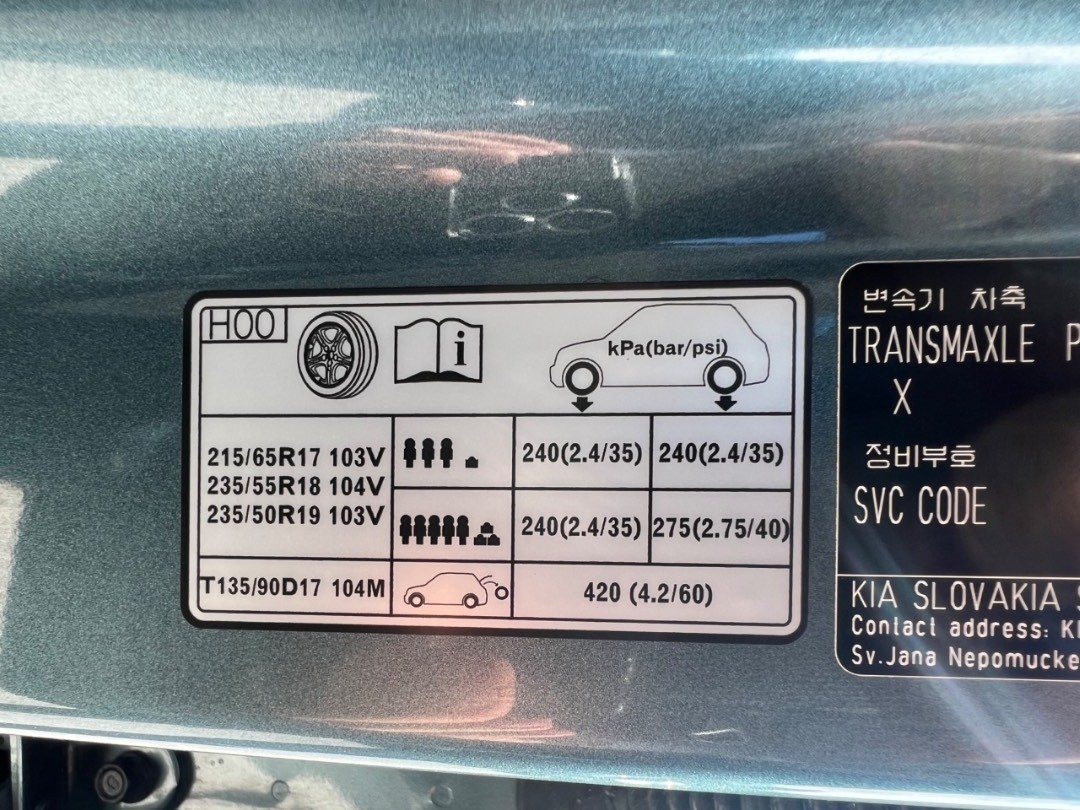 H00
i
kPa(bar/psi)
215/65R17 103V
235/55R18 104V
235/50R19 103V
240(2.4/35) 240(2.4/35)
240(2.4/35) 275(2.75/40)
T135/90D17 104M
420 (4.2/60)
변속기 차축
TRANSMAXLE P
X
정비부호
SVC CODE
KIA SLOVAKIA S
Contact address: KI
Sv.Jana Nepomucke